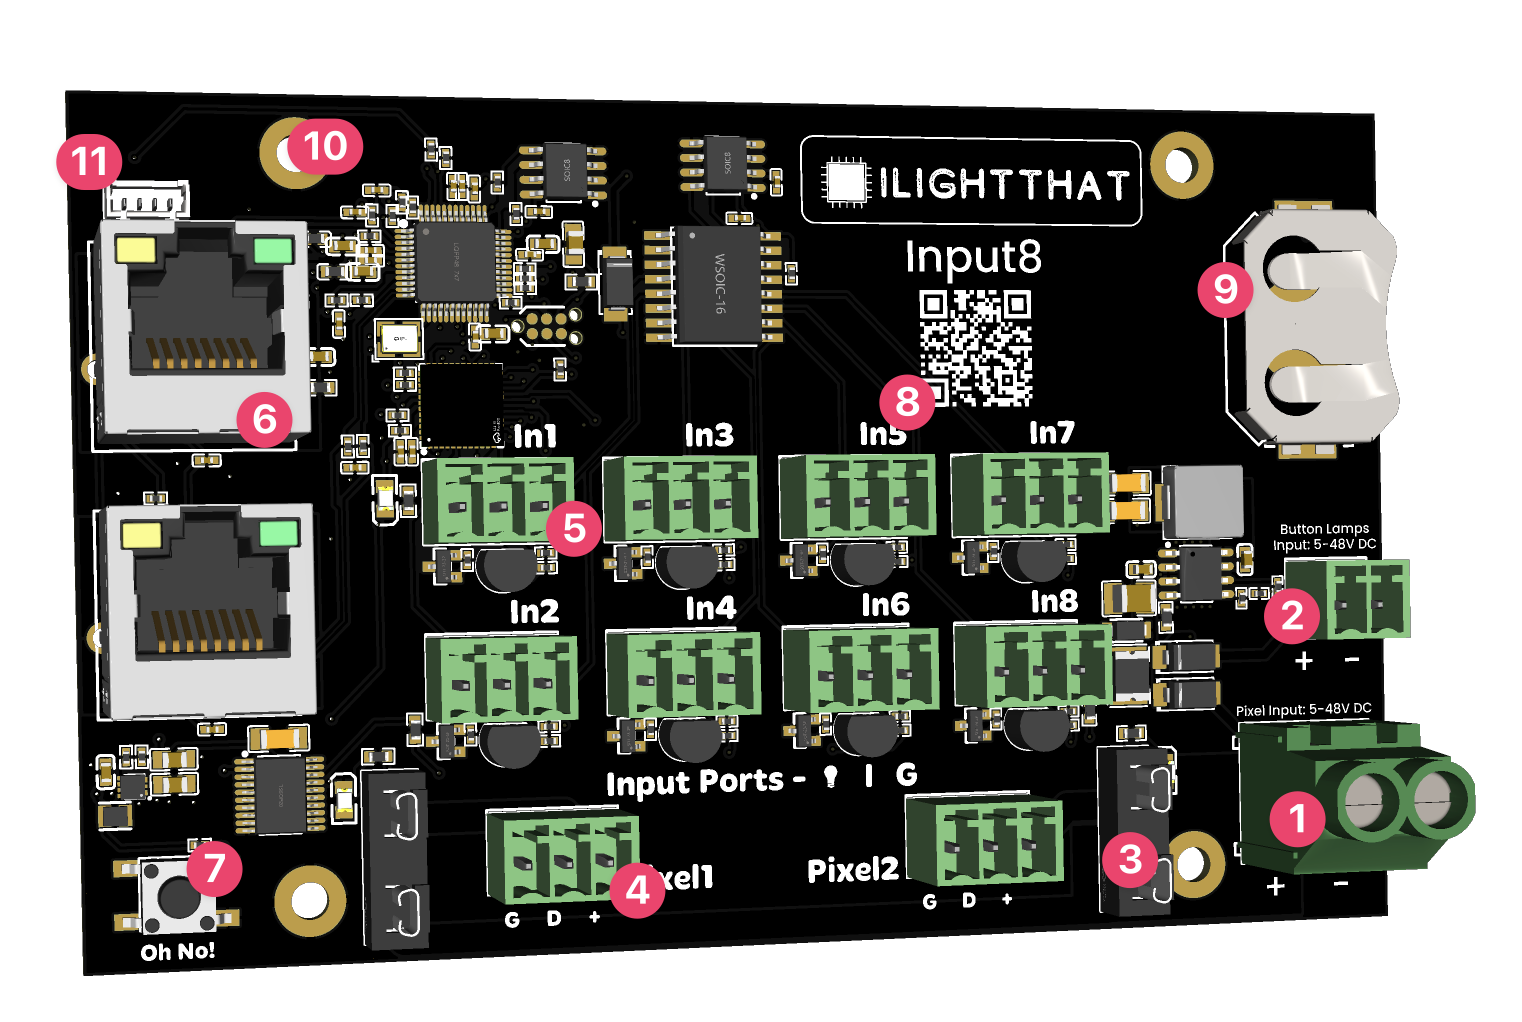 11
10
SOIC8
SOIC8
ILIGHTTHAT
Input8
WSOIC-16
9
6
8
In1
In3
In5
In7
5
Button Lamps
Input: 5-48V DC
In2
In4
In6
In8
2
+ -
Pixel Input: 5-48V DC
Input Ports - I G
1
+ -
7
Oh No!
4
xel1
G D +
Pixel2
G D +
3